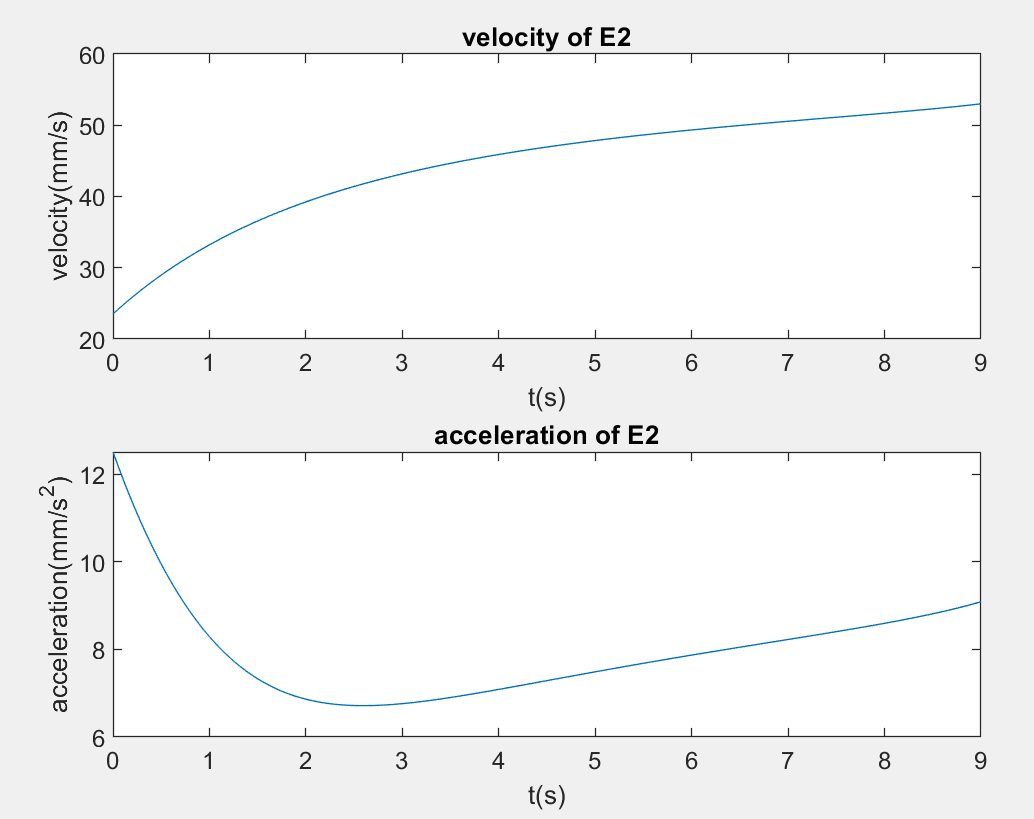 velocity of E2
60
50
40
30
20
velocity(mm/s)
0 1 2 3 4 5 6 7 8 9
t(s)
acceleration of E2
12
10
8
6
acceleration(mm/s²)
0 1 2 3 4 5 6 7 8 9
t(s)